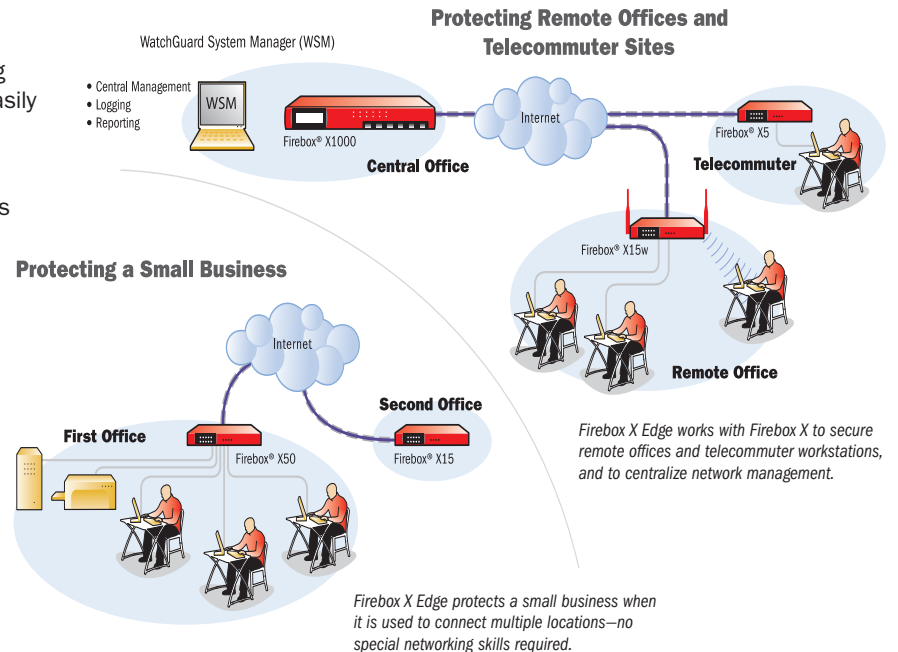 g
asily
s
Protecting Remote Offices and
Telecommuter Sites
WatchGuard System Manager (WSM)
• Central Management
• Logging
• Reporting
WSM
Firebox® X1000
Central Office
Internet
Firebox® X5
Telecommuter
Firebox® X15w
Remote Office
Firebox X Edge works with Firebox X to secure
remote offices and telecommuter workstations,
and to centralize network management.
Protecting a Small Business
Internet
First Office
Firebox® X50
Second Office
Firebox® X15
Firebox X Edge protects a small business when
it is used to connect multiple locations—no
special networking skills required.